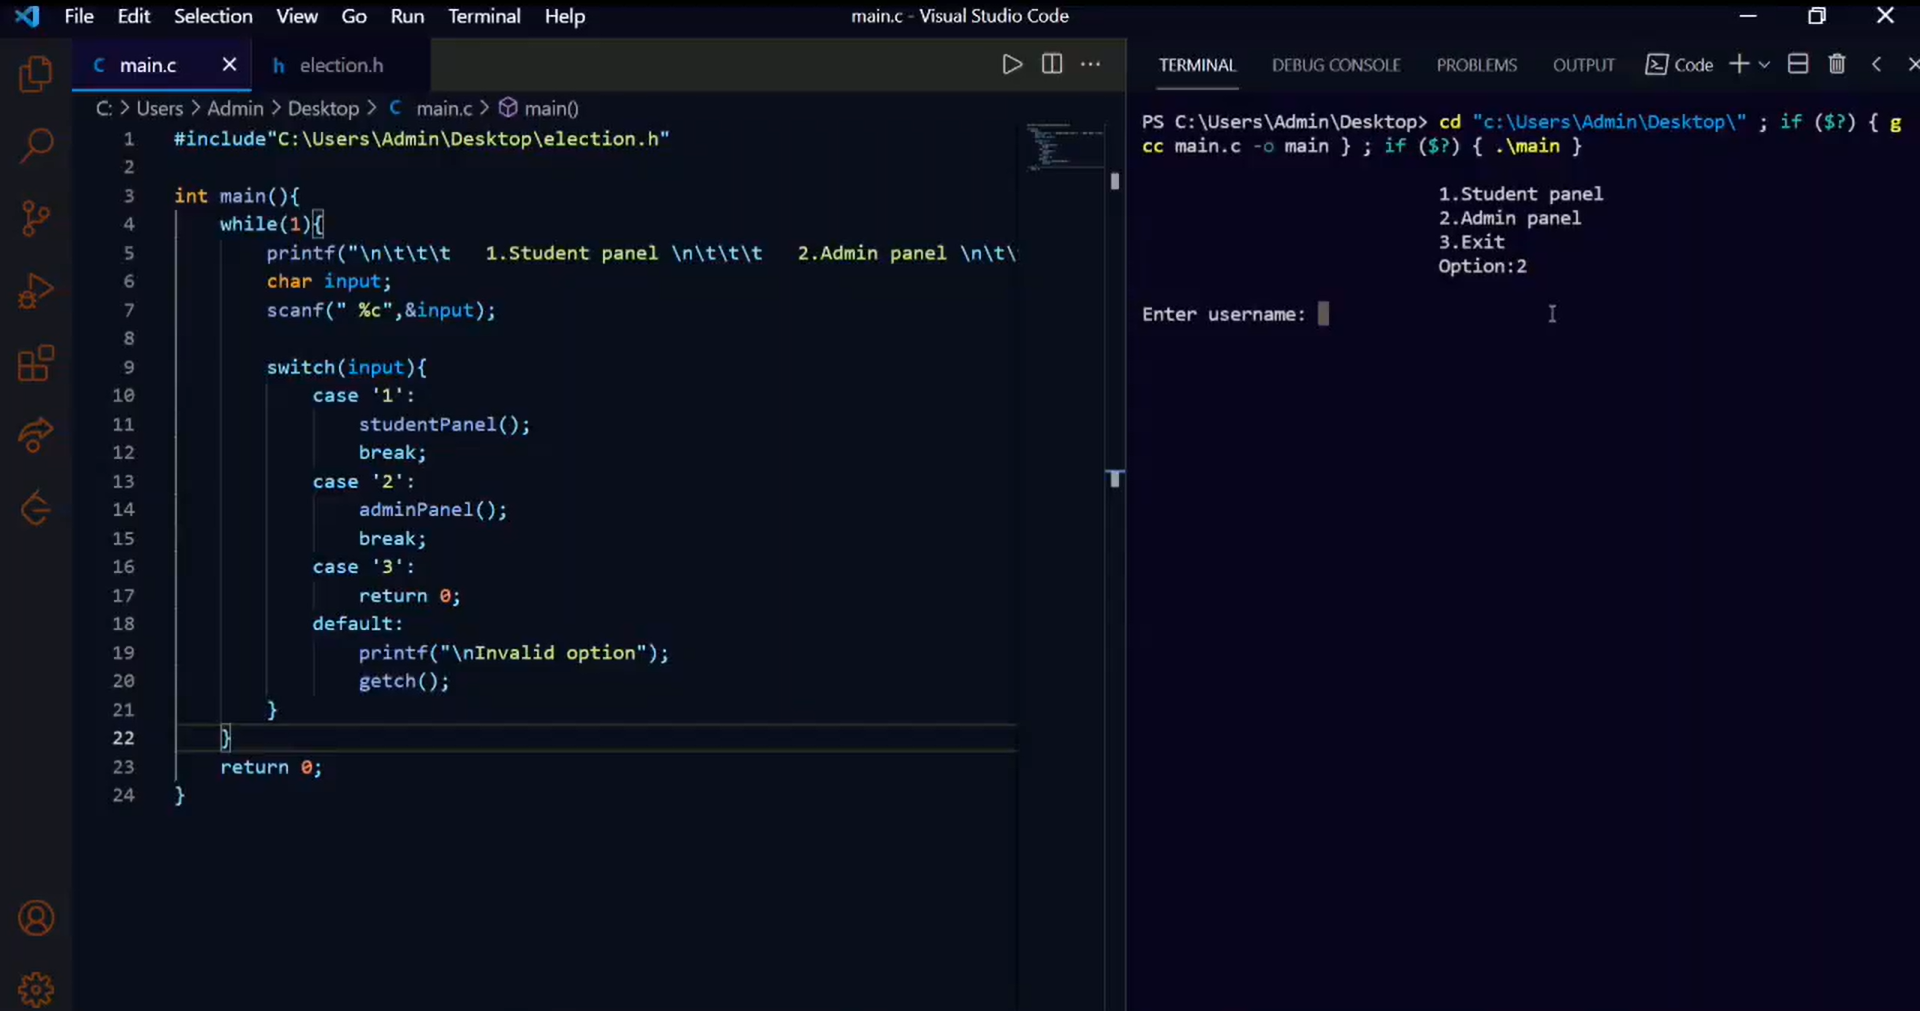 File Edit Selection View Go Run Terminal Help main.c - Visual Studio Code
C main.c h election.h
TERMINAL DEBUG CONSOLE PROBLEMS OUTPUT Code
C: > Users > Admin > Desktop > C main.c > main()
1 #include"C:\Users\Admin\Desktop\election.h"
2
3 int main(){
4 while(1){
5 printf("\n\t\t\t   1.Student panel \n\t\t\t   2.Admin panel \n\t\
6 char input;
7 scanf(" %c",&input);
8
9 switch(input){
10 case '1':
11 studentPanel();
12 break;
13 case '2':
14 adminPanel();
15 break;
16 case '3':
17 return 0;
18 default:
19 printf("\nInvalid option");
20 getch();
21 }
22 }
23 return 0;
24 }
PS C:\Users\Admin\Desktop> cd "c:\Users\Admin\Desktop\" ; if ($?) { g
cc main.c -o main } ; if ($?) { .\main }
1.Student panel
2.Admin panel
3.Exit
Option:2
Enter username: